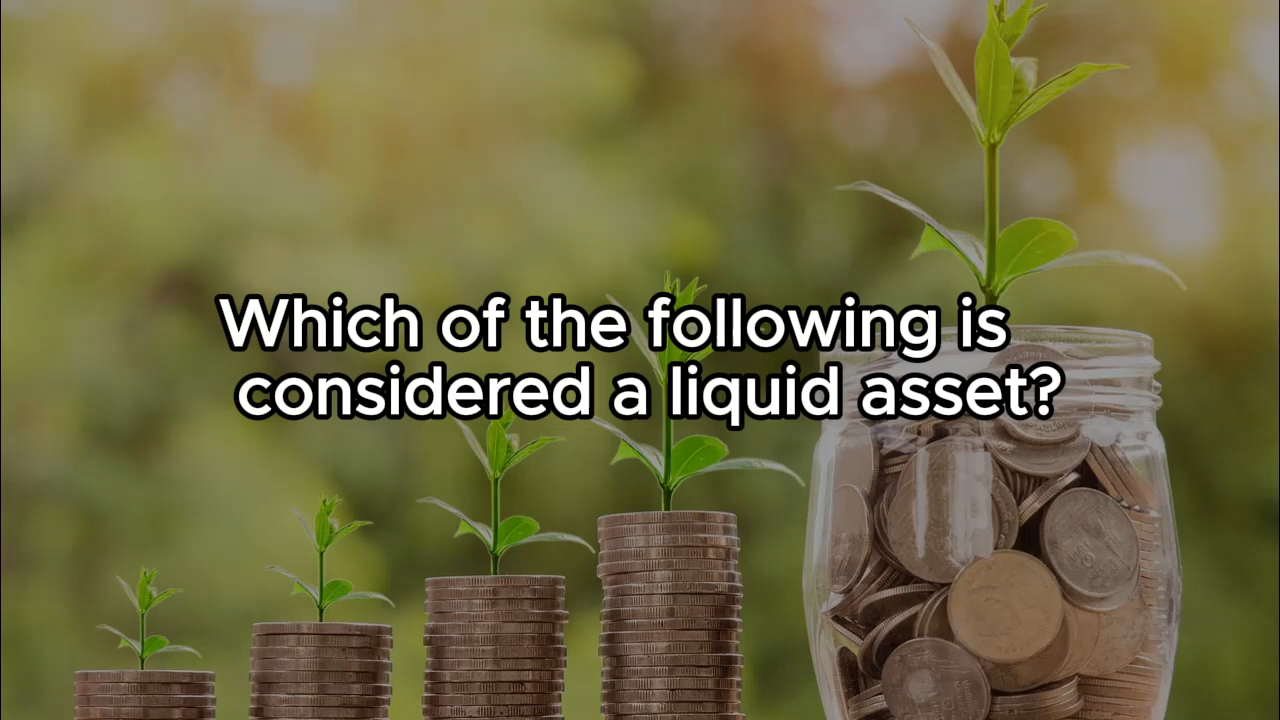 Which of the following is
considered a liquid asset?